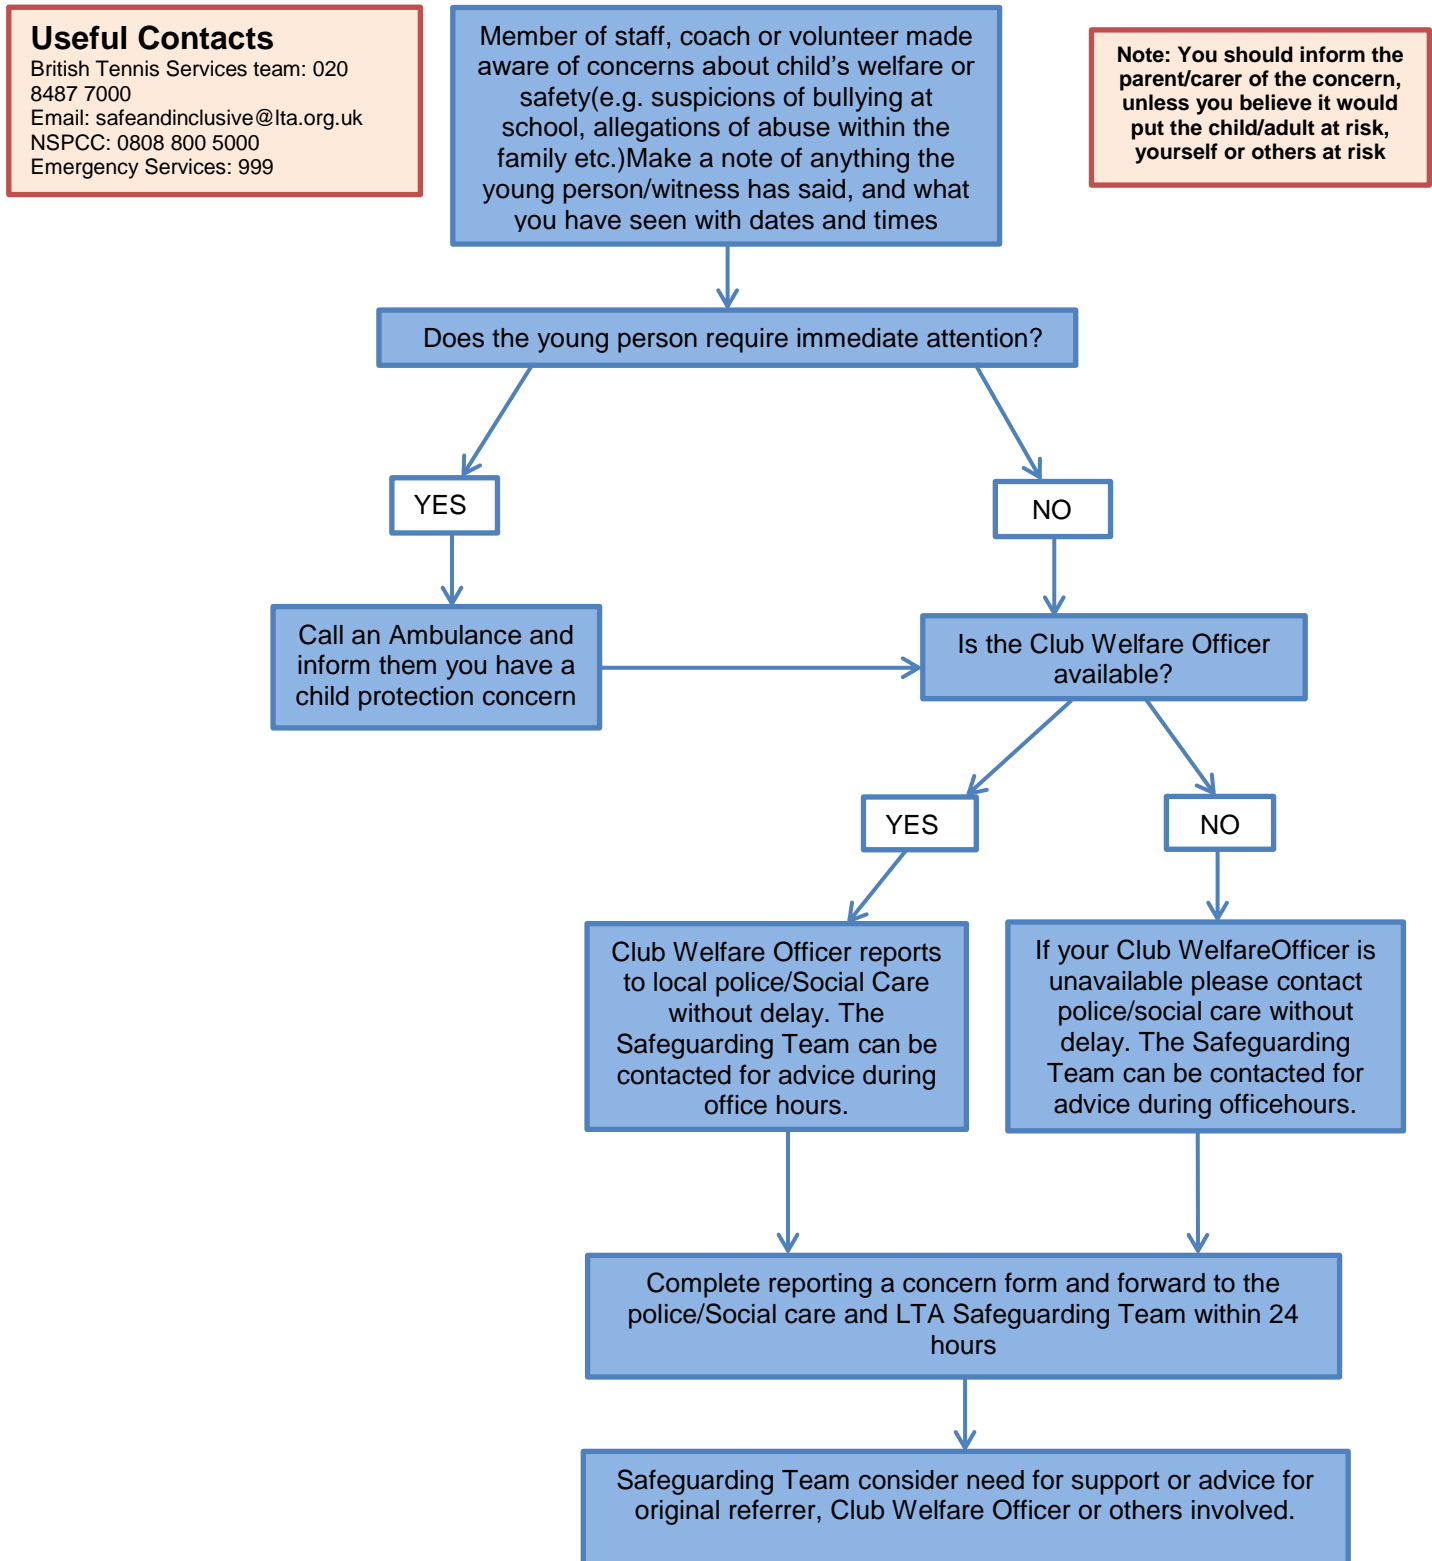 Useful Contacts
British Tennis Services team: 020
8487 7000
Email: safeandinclusive@lta.org.uk
NSPCC: 0808 800 5000
Emergency Services: 999
Member of staff, coach or volunteer made
aware of concerns about child's welfare or
safety(e.g. suspicions of bullying at
school, allegations of abuse within the
family etc.)Make a note of anything the
young person/witness has said, and what
you have seen with dates and times
Note: You should inform the
parent/carer of the concern,
unless you believe it would
put the child/adult at risk,
yourself or others at risk
Does the young person require immediate attention?
YES
NO
Call an Ambulance and
inform them you have a
child protection concern
Is the Club Welfare Officer
available?
YES
NO
Club Welfare Officer reports
to local police/Social Care
without delay. The
Safeguarding Team can be
contacted for advice during
office hours.
If your Club WelfareOfficer is
unavailable please contact
police/social care without
delay. The Safeguarding
Team can be contacted for
advice during officehours.
Complete reporting a concern form and forward to the
police/Social care and LTA Safeguarding Team within 24
hours
Safeguarding Team consider need for support or advice for
original referrer, Club Welfare Officer or others involved.